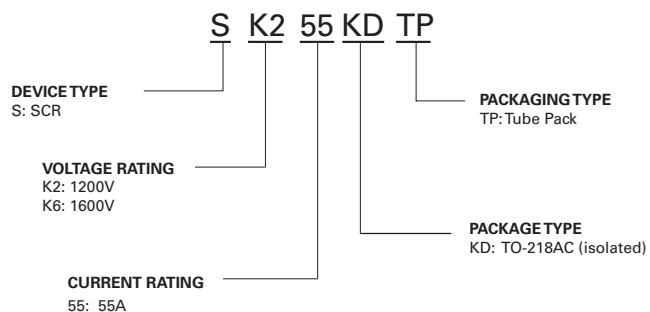 S K2 55 KD TP
DEVICE TYPE
S: SCR
PACKAGING TYPE
TP: Tube Pack
VOLTAGE RATING
K2: 1200V
K6: 1600V
PACKAGE TYPE
KD: TO-218AC (isolated)
CURRENT RATING
55: 55A